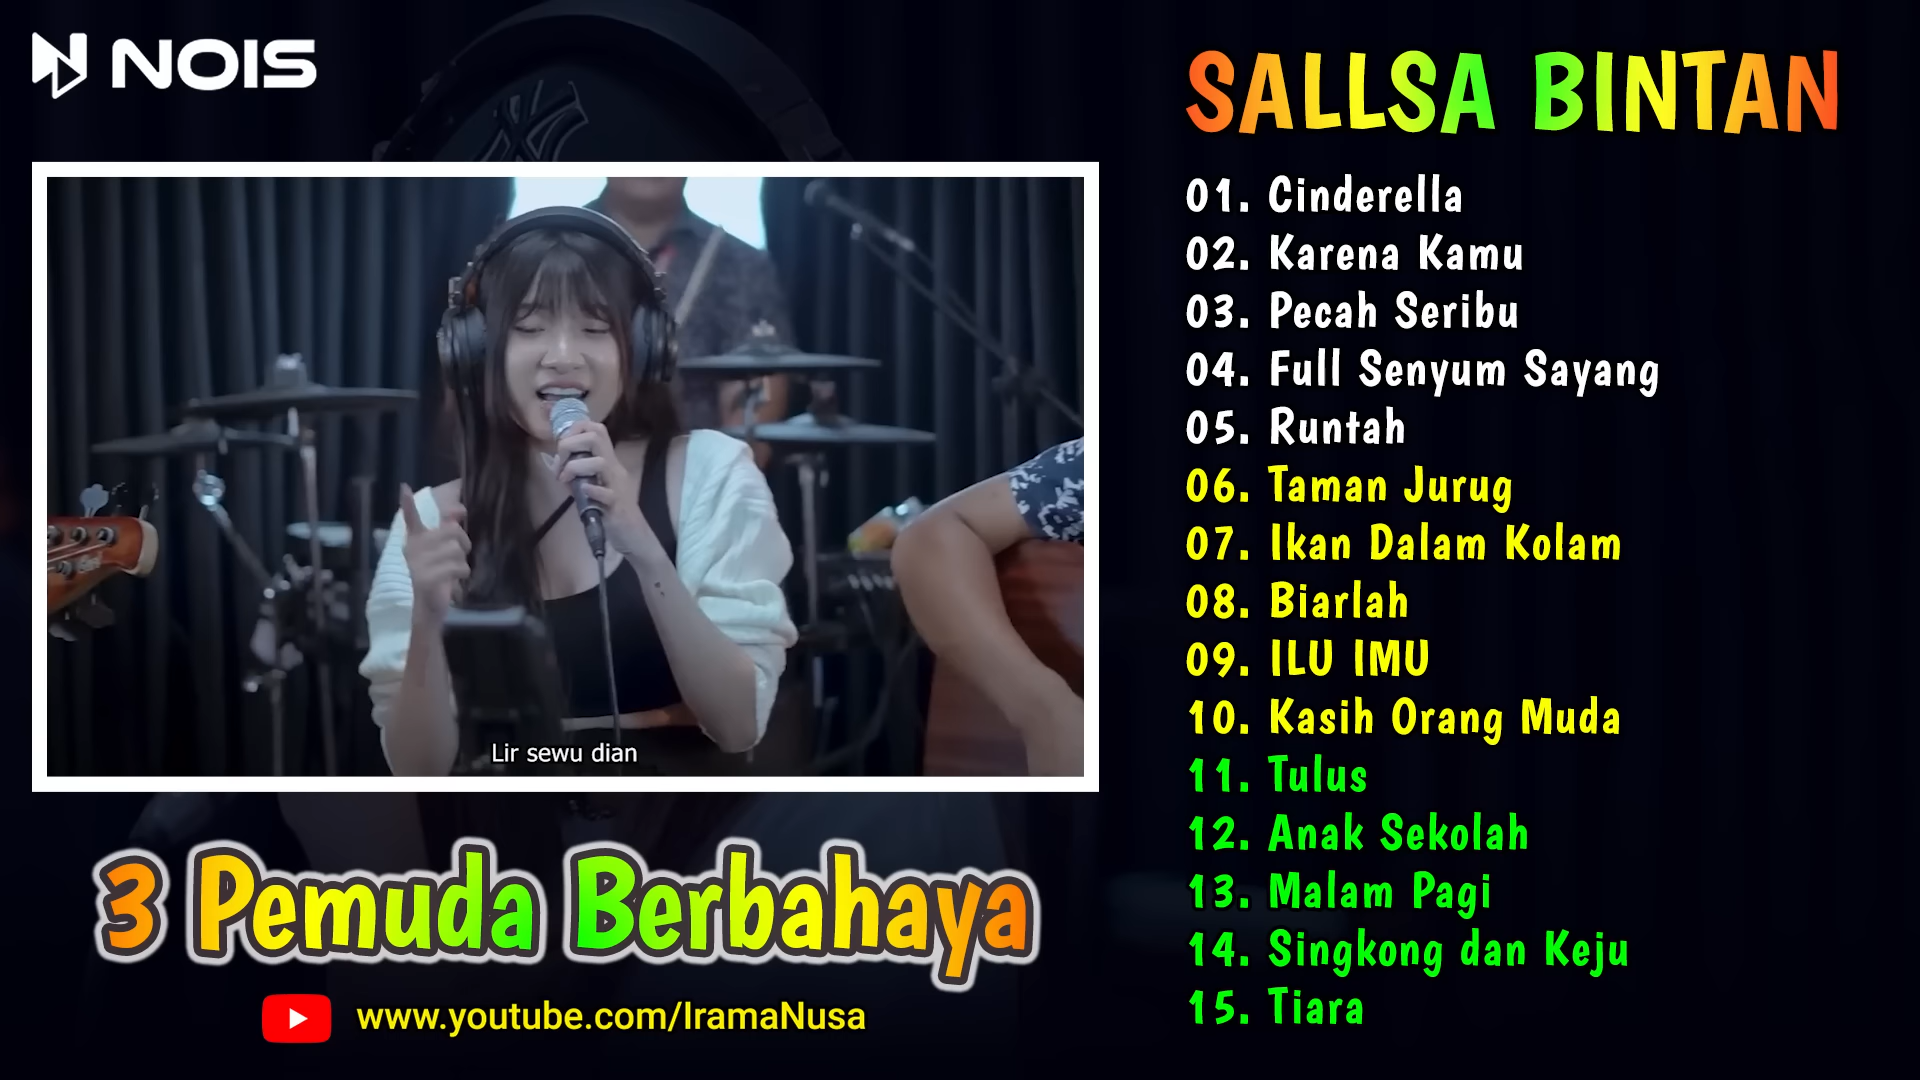 NOIS
SALLSA BINTAN
01. Cinderella
02. Karena Kamu
03. Pecah Seribu
04. Full Senyum Sayang
05. Runtah
06. Taman Jurug
07. Ikan Dalam Kolam
08. Biarlah
09. ILU IMU
10. Kasih Orang Muda
11. Tulus
12. Anak Sekolah
13. Malam Pagi
14. Singkong dan Keju
15. Tiara
Lir sewu dian
3 Pemuda Berbahaya
www.youtube.com/IramaNusa